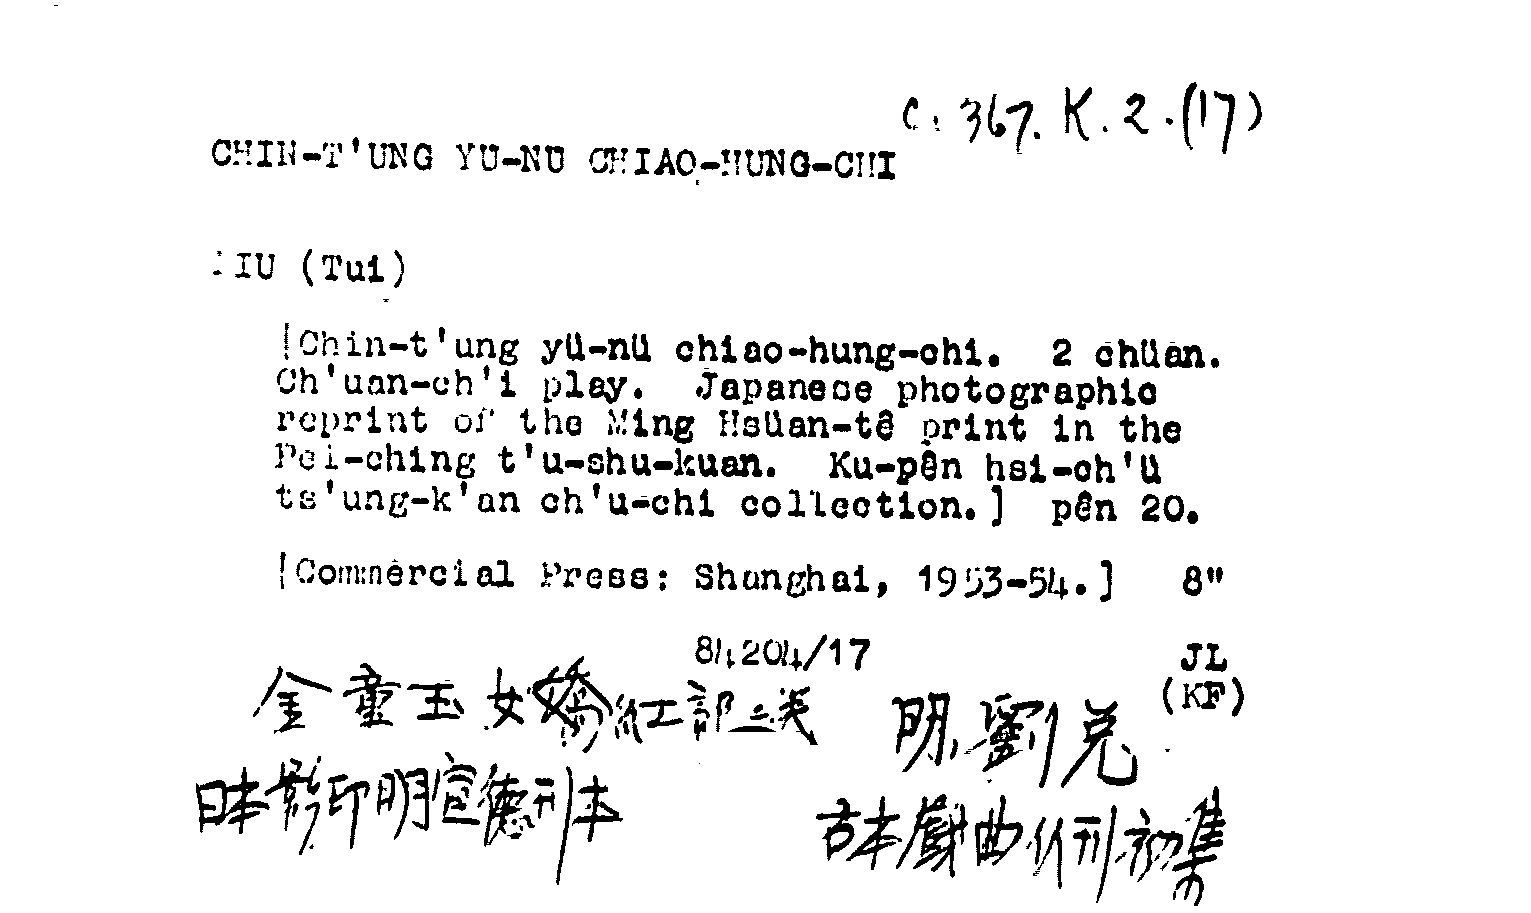 C. 367. K. 2. (17)
CHIN-T'UNG YU-NU CHIAO-HUNG-CHI
LIU (Tui)
[Chin-t'ung yü-nü chiao-hung-chi. 2 chüan.
Ch'uan-ch'i play. Japanese photographic
reprint of the Ming Hsüan-tê print in the
Pei-ching t'u-shu-kuan. Ku-pên hsi-ch'ü
ts'ung-k'an ch'u-chi collection.] pên 20.
[Commercial Press: Shanghai, 1953-54.] 8"
84204/17
JL
(KF)
金童玉女嬌紅記二卷 明 劉兌
日本影印明宣德刊本
古本戲曲丛刊初集